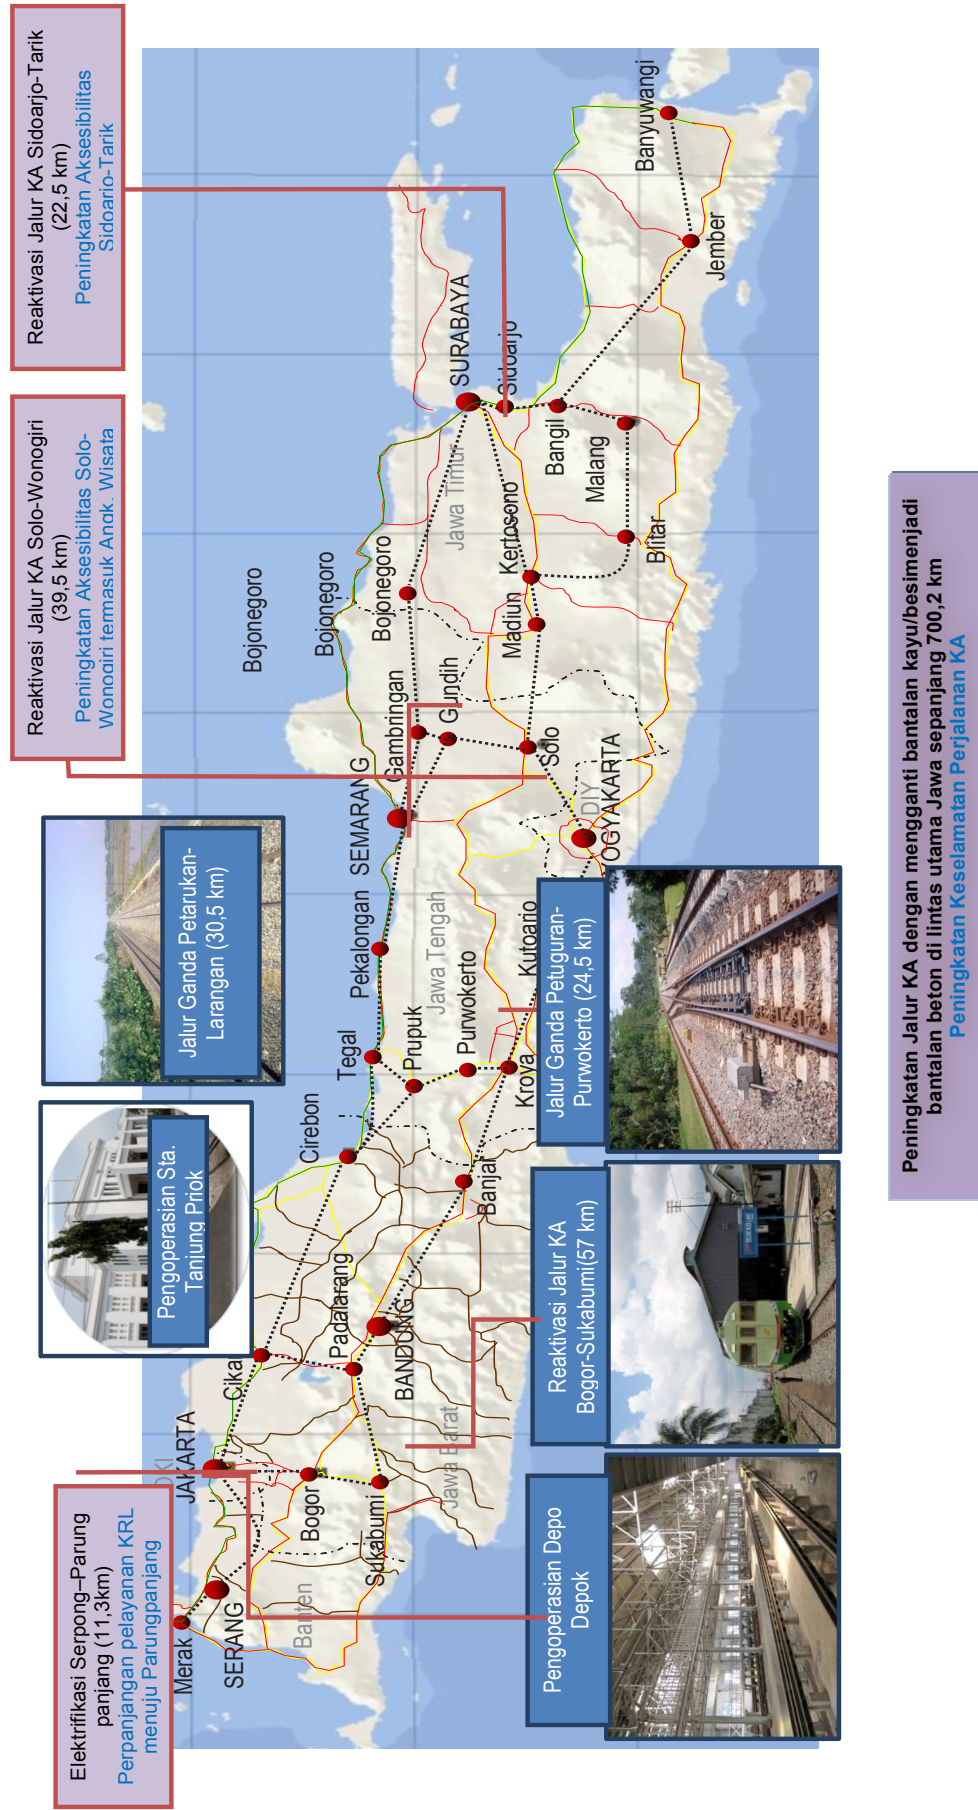 Elektrifikasi Serpong–Parung
panjang (11,3km)
Perpanjangan pelayanan KRL
menuju Parungpanjang
Pengoperasian Sta.
Tanjung Priok
Jalur Ganda Petarukan-
Larangan (30,5 km)
Reaktivasi Jalur KA Solo-Wonogiri
(39,5 km)
Peningkatan Aksesibilitas Solo-
Wonogiri termasuk Angk. Wisata
Reaktivasi Jalur KA Sidoarjo-Tarik
(22,5 km)
Peningkatan Aksesibilitas
Sidoarjo-Tarik
Merak
SERANG
Banten
DKI
JAKARTA
Cika
Bogor
Sukabumi
Padalarang
BANDUNG
Jawa Barat
Cirebon
Banjar
Tegal
Prupuk
Purwokerto
Kroya
Kutoarjo
Pekalongan
Jawa Tengah
SEMARANG
Gambringan
Gundih
Solo
DIY
YOGYAKARTA
Bojonegoro
Bojonegoro
Bojonegoro
Madiun
Kertosono
Jawa Timur
SURABAYA
Sidoarjo
Bangil
Malang
Blitar
Jember
Banyuwangi
Pengoperasian Depo
Depok
Reaktivasi Jalur KA
Bogor-Sukabumi(57 km)
SUKABUMI
Jalur Ganda Petuguran-
Purwokerto (24,5 km)
Peningkatan Jalur KA dengan mengganti bantalan kayu/besimenjadi
bantalan beton di lintas utama Jawa sepanjang 700,2 km
Peningkatan Keselamatan Perjalanan KA